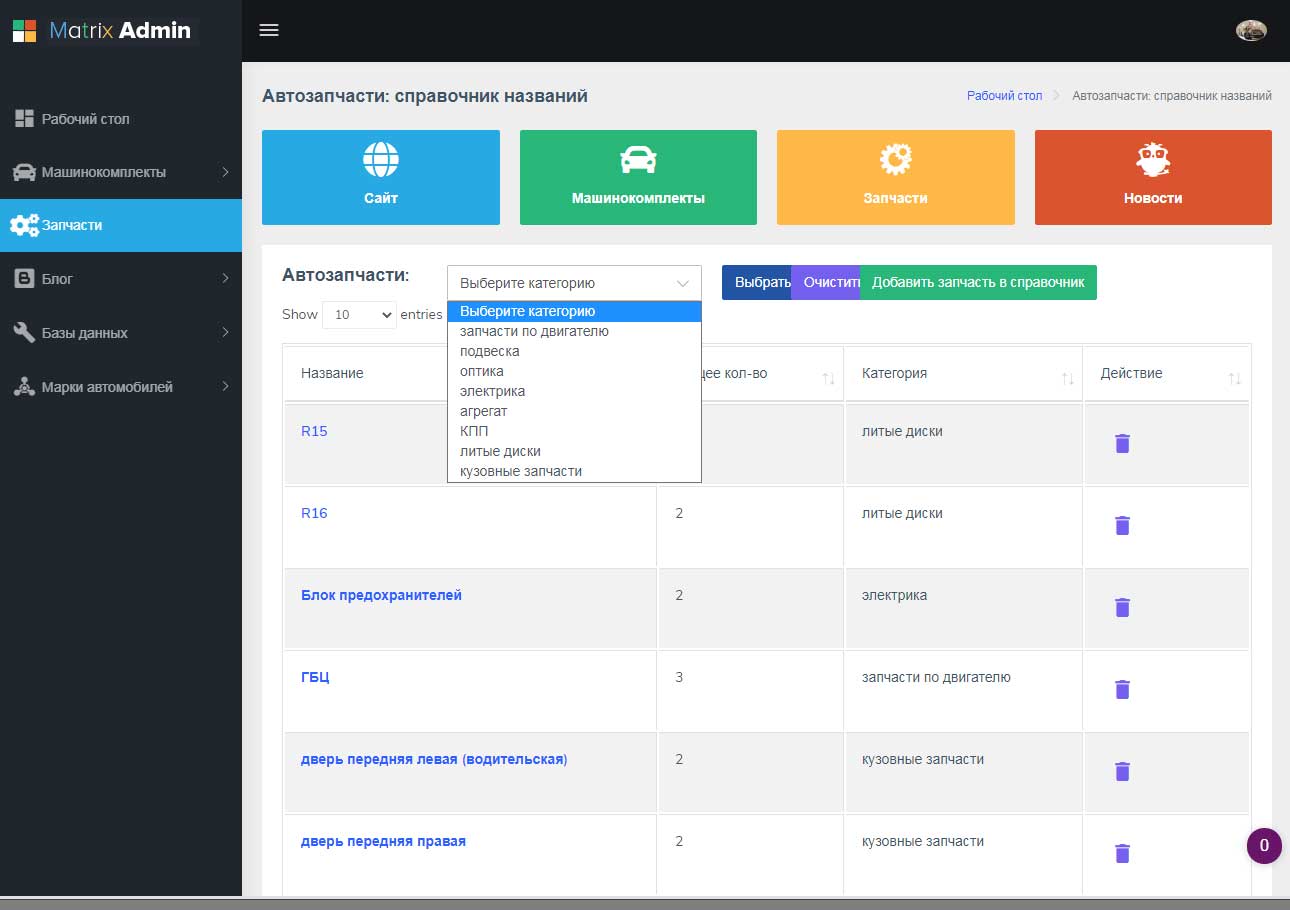 Matrix Admin
Рабочий стол
Машинокомплекты
Запчасти
Блог
Базы данных
Марки автомобилей
Автозапчасти: справочник названий
Рабочий стол
Автозапчасти: справочник названий
Сайт
Машинокомплекты
Запчасти
Новости
Автозапчасти:
Выберите категорию
Выбрать
Очистить
Добавить запчасть в справочник
Show 10 entries
Выберите категорию
запчасти по двигателю
подвеска
оптика
электрика
агрегат
КПП
литые диски
кузовные запчасти
Название
кол-во
Категория
Действие
R15
литые диски
R16
2
литые диски
Блок предохранителей
2
электрика
ГБЦ
3
запчасти по двигателю
дверь передняя левая (водительская)
2
кузовные запчасти
дверь передняя правая
2
кузовные запчасти
0